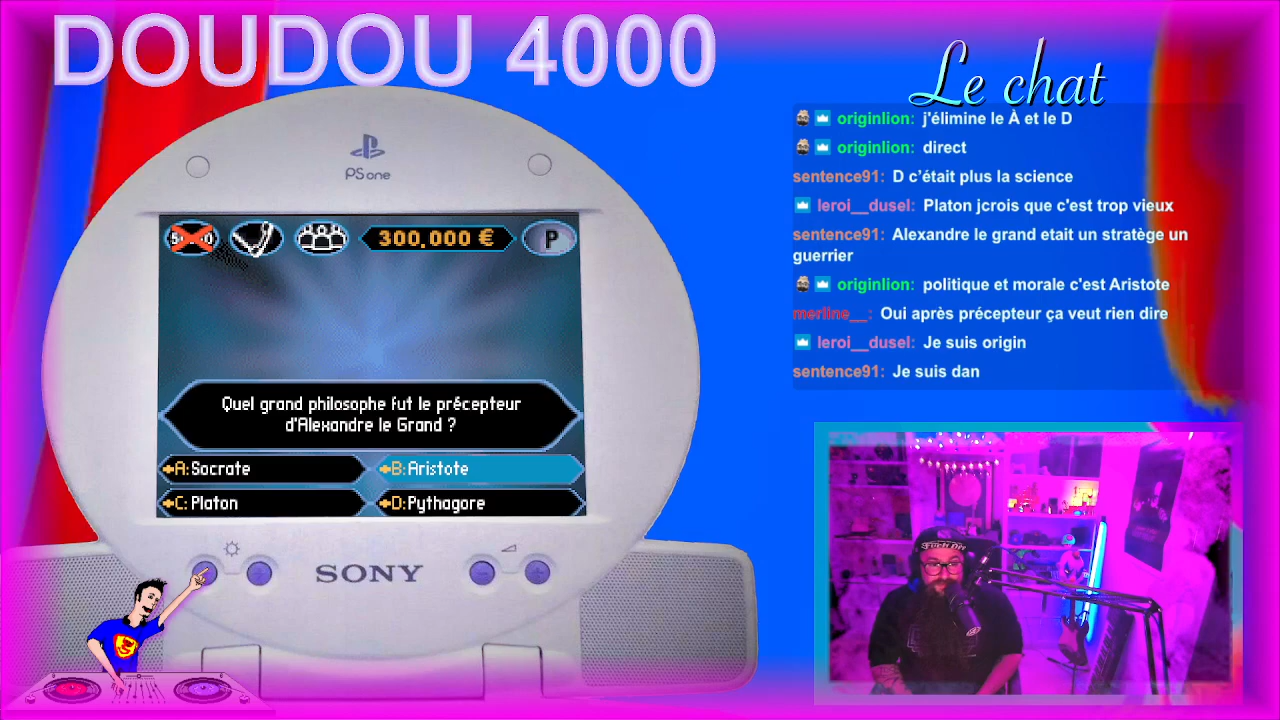 DOUDOU 4000
Le chat
originlion: j'élimine le À et le D
originlion: direct
sentence91: D c'était plus la science
leroi__dusel: Platon jcrois que c'est trop vieux
sentence91: Alexandre le grand etait un stratège un
guerrier
originlion: politique et morale c'est Aristote
merline__: Oui après précepteur ça veut rien dire
leroi__dusel: Je suis origin
sentence91: Je suis dan
PS one
300.000 €
P
Quel grand philosophe fut le précepteur
d'Alexandre le Grand ?
A: Socrate
B: Aristote
C: Platon
D: Pythagore
SONY